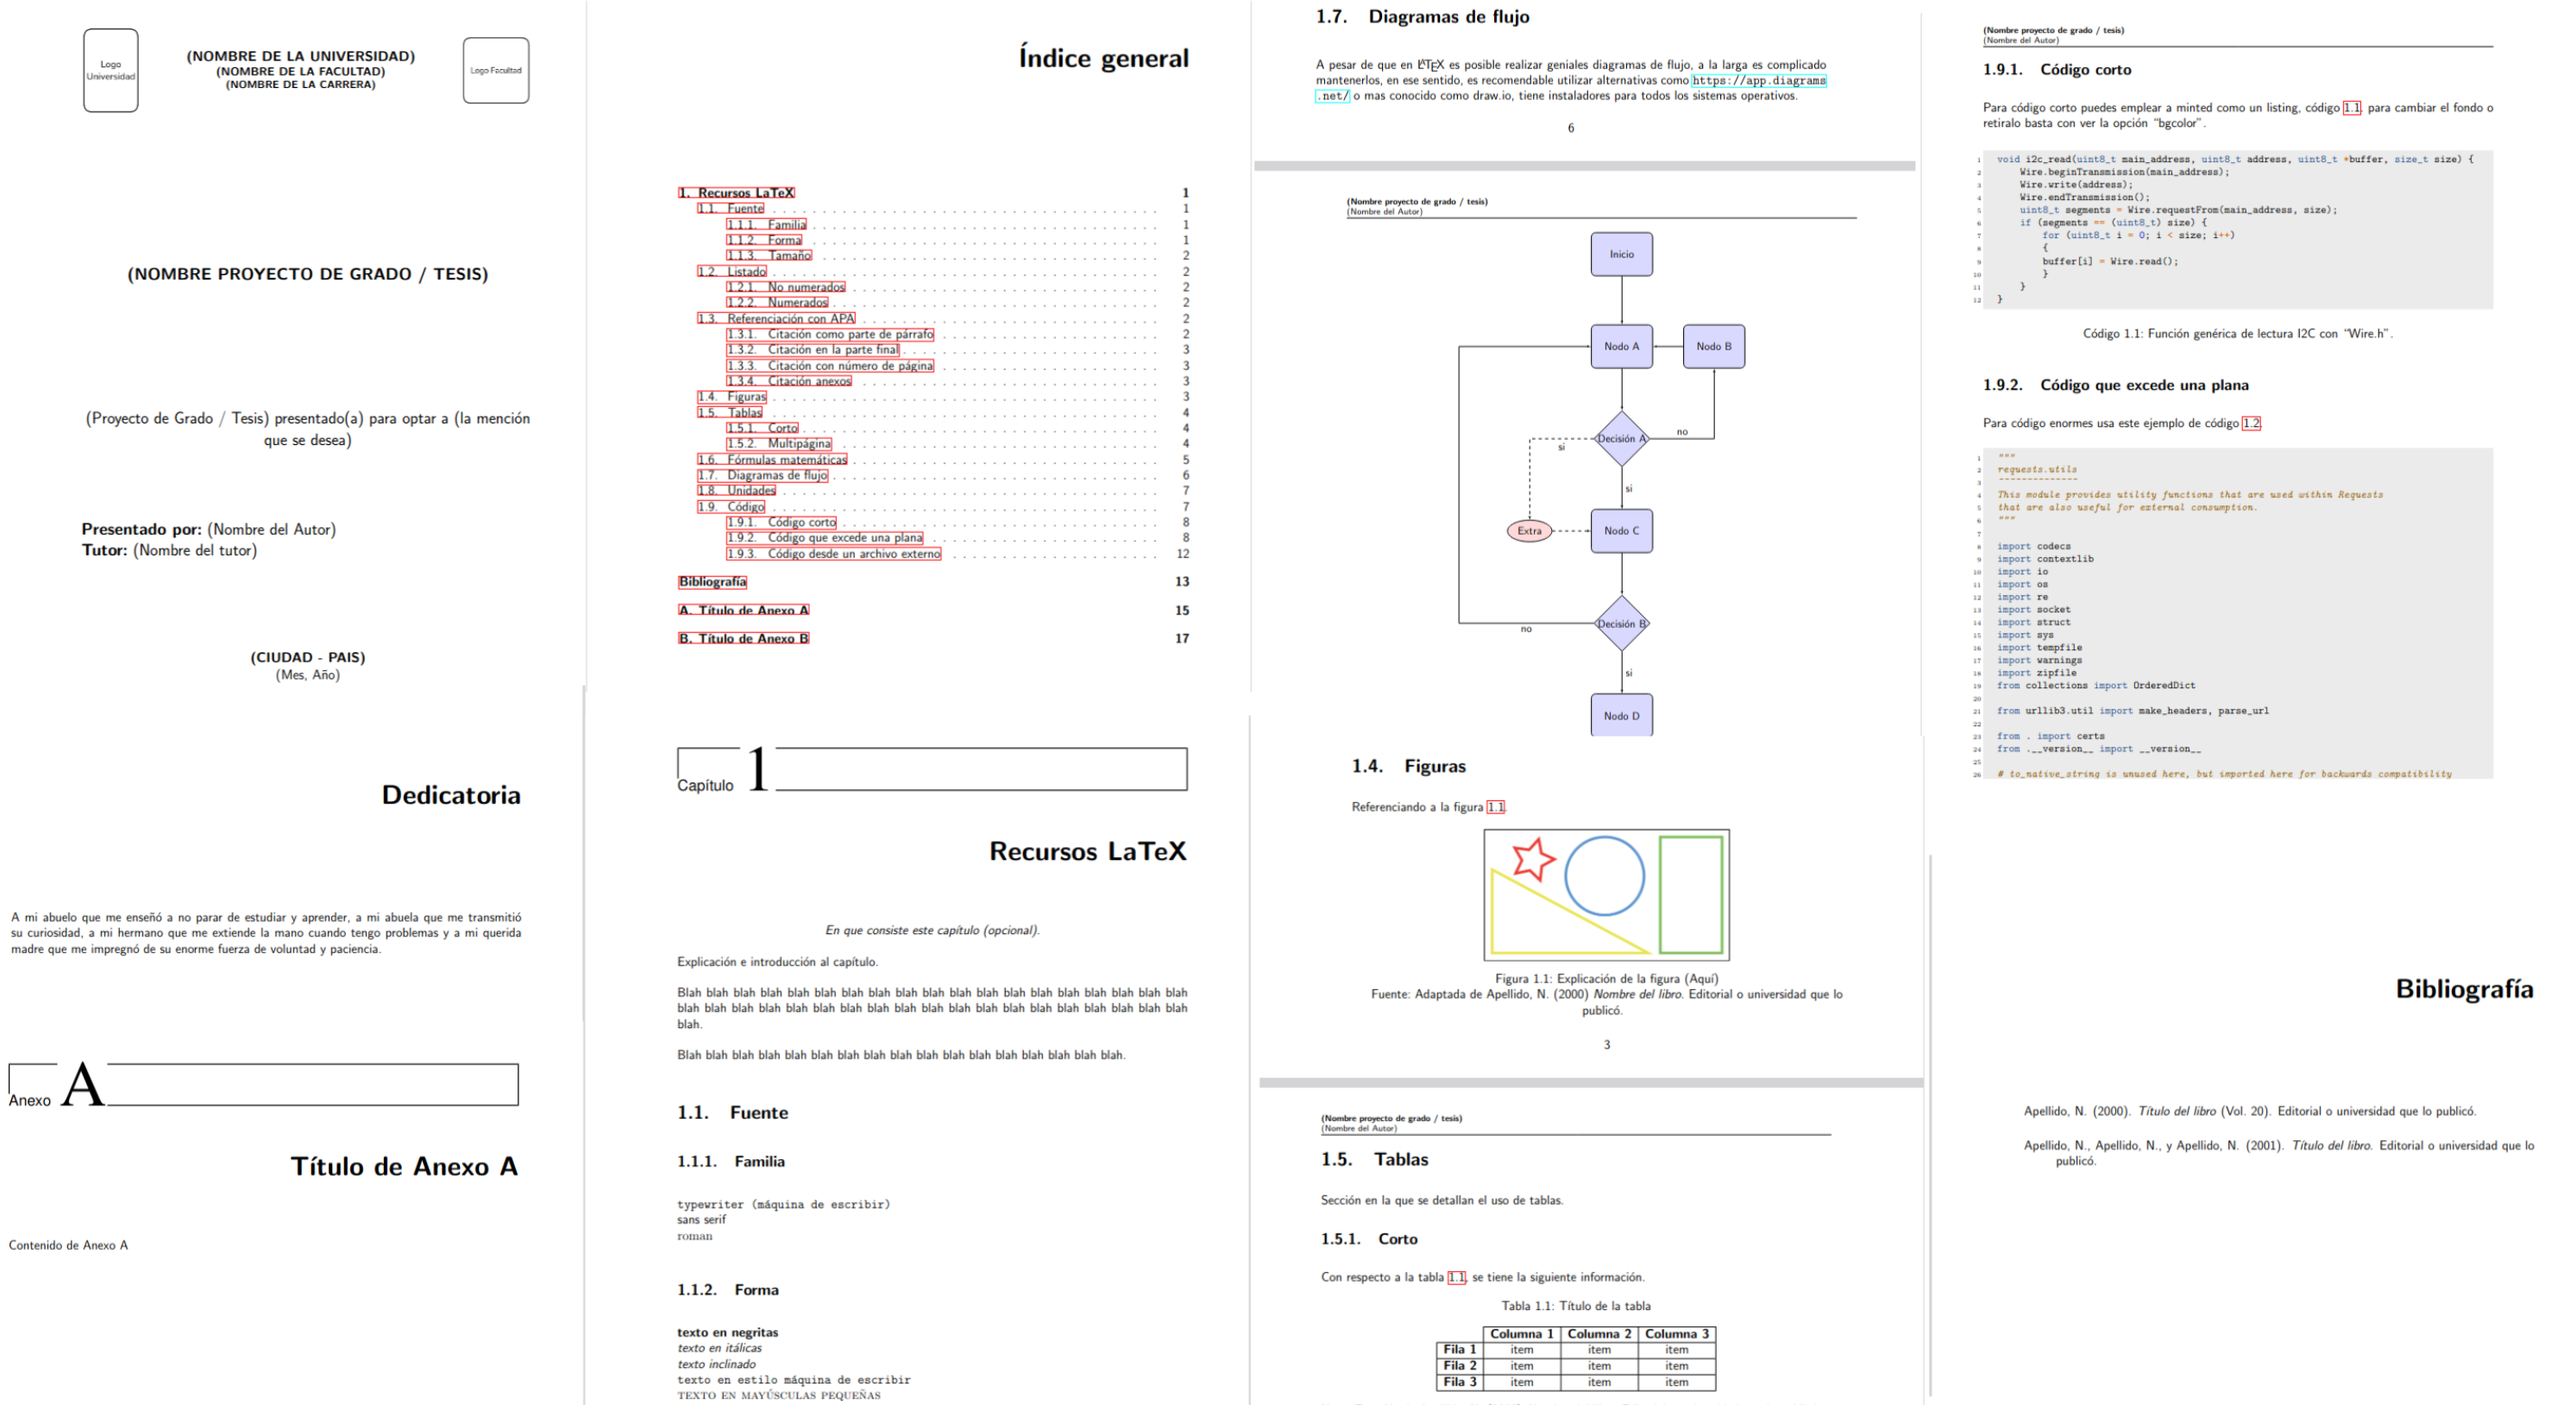 Logo
Universidad
(NOMBRE DE LA UNIVERSIDAD)
(NOMBRE DE LA FACULTAD)
(NOMBRE DE LA CARRERA)
Logo Facultad
(NOMBRE PROYECTO DE GRADO / TESIS)
(Proyecto de Grado / Tesis) presentado(a) para optar a (la mención
que se desea)
Presentado por: (Nombre del Autor)
Tutor: (Nombre del tutor)
(CIUDAD - PAIS)
(Mes, Año)
Dedicatoria
A mi abuelo que me enseñó a no parar de estudiar y aprender, a mi abuela que me transmitió
su curiosidad, a mi hermano que me extiende la mano cuando tengo problemas y a mi querida
madre que me impregnó de su enorme fuerza de voluntad y paciencia.
Anexo A
Título de Anexo A
Contenido de Anexo A
Índice general
1. Recursos LaTeX 1
1.1. Fuente 1
1.1.1. Familia 1
1.1.2. Forma 1
1.1.3. Tamaño 2
1.2. Listado 2
1.2.1. No numerados 2
1.2.2. Numerados 2
1.3. Referenciación con APA 2
1.3.1. Citación como parte de párrafo 2
1.3.2. Citación en la parte final 3
1.3.3. Citación con número de página 3
1.3.4. Citación anexos 3
1.4. Figuras 3
1.5. Tablas 4
1.5.1. Corto 4
1.5.2. Multipágina 4
1.6. Fórmulas matemáticas 5
1.7. Diagramas de flujo 6
1.8. Unidades 7
1.9. Código 7
1.9.1. Código corto 8
1.9.2. Código que excede una plana 8
1.9.3. Código desde un archivo externo 12
Bibliografía 13
A. Título de Anexo A 15
B. Título de Anexo B 17
Capítulo 1
Recursos LaTeX
En que consiste este capítulo (opcional).
Explicación e introducción al capítulo.
Blah blah blah blah blah blah blah blah blah blah blah blah blah blah blah blah blah blah blah
blah blah blah blah blah blah blah blah blah blah blah blah blah blah blah blah blah blah blah
blah.
Blah blah blah blah blah blah blah blah blah blah blah blah blah blah blah blah blah.
1.1. Fuente
1.1.1. Familia
typewriter (máquina de escribir)
sans serif
roman
1.1.2. Forma
texto en negritas
texto en itálicas
texto inclinado
texto en estilo máquina de escribir
TEXTO EN MAYÚSCULAS PEQUEÑAS
1.7. Diagramas de flujo
A pesar de que en LATEX es posible realizar geniales diagramas de flujo, a la larga es complicado
mantenerlos, en ese sentido, es recomendable utilizar alternativas como https://app.diagrams
.net/ o mas conocido como draw.io, tiene instaladores para todos los sistemas operativos.
6
(Nombre proyecto de grado / tesis)
(Nombre del Autor)
Inicio
Nodo A
Nodo B
Decisión A
no
si
si
Extra
Nodo C
Decisión B
no
si
Nodo D
1.4. Figuras
Referenciando a la figura 1.1.
Figura 1.1: Explicación de la figura (Aquí)
Fuente: Adaptada de Apellido, N. (2000) Nombre del libro. Editorial o universidad que lo
publicó.
3
(Nombre proyecto de grado / tesis)
(Nombre del Autor)
1.5. Tablas
Sección en la que se detallan el uso de tablas.
1.5.1. Corto
Con respecto a la tabla 1.1, se tiene la siguiente información.
Tabla 1.1: Título de la tabla
Columna 1 Columna 2 Columna 3
Fila 1 item item item
Fila 2 item item item
Fila 3 item item item
(Nombre proyecto de grado / tesis)
(Nombre del Autor)
1.9.1. Código corto
Para código corto puedes emplear a minted como un listing, código 1.1. para cambiar el fondo o
retiralo basta con ver la opción "bgcolor".
1 void i2c_read(uint8_t main_address, uint8_t address, uint8_t *buffer, size_t size) {
2 Wire.beginTransmission(main_address);
3 Wire.write(address);
4 Wire.endTransmission();
5 uint8_t segments = Wire.requestFrom(main_address, size);
6 if (segments == (uint8_t) size) {
7 for (uint8_t i = 0; i < size; i++)
8 {
9 buffer[i] = Wire.read();
10 }
11 }
12 }
Código 1.1: Función genérica de lectura I2C con "Wire.h".
1.9.2. Código que excede una plana
Para código enormes usa este ejemplo de código 1.2.
1 """
2 requests.utils
3 --------------
4 This module provides utility functions that are used within Requests
5 that are also useful for external consumption.
6 """
7
8 import codecs
9 import contextlib
10 import io
11 import os
12 import re
13 import socket
14 import struct
15 import sys
16 import tempfile
17 import warnings
18 import zipfile
19 from collections import OrderedDict
20
21 from urllib3.util import make_headers, parse_url
22
23 from . import certs
24 from .__version__ import __version__
25
26 # to_native_string is unused here, but imported here for backwards compatibility
Bibliografía
Apellido, N. (2000). Título del libro (Vol. 20). Editorial o universidad que lo publicó.
Apellido, N., Apellido, N., y Apellido, N. (2001). Título del libro. Editorial o universidad que lo
publicó.